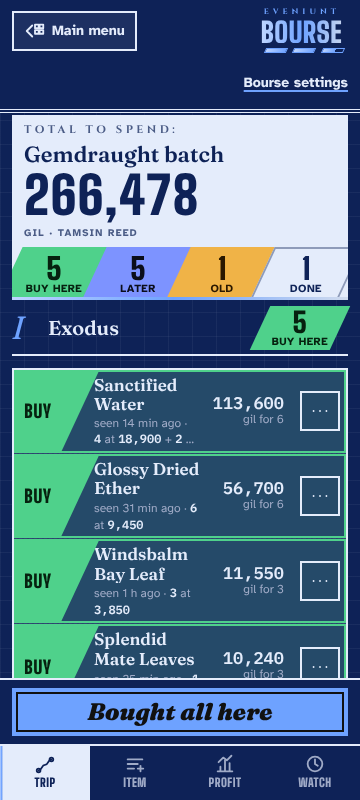 Main menu
EVENIUNT
BOURSE
Bourse settings
TOTAL TO SPEND:
Gemdraught batch
266,478
GIL · TAMSIN REED
5
BUY HERE
5
LATER
1
OLD
1
DONE
I
Exodus
5
BUY HERE
BUY
Sanctified
Water
seen 14 min ago ·
4 at 18,900 + 2 ...
113,600
gil for 6
...
BUY
Glossy Dried
Ether
seen 31 min ago · 6
at 9,450
56,700
gil for 6
...
BUY
Windsbalm
Bay Leaf
seen 1 h ago · 3 at
3,850
11,550
gil for 3
...
BUY
Splendid
Mate Leaves
10,240
gil for 3
...
Bought all here
TRIP
ITEM
PROFIT
WATCH